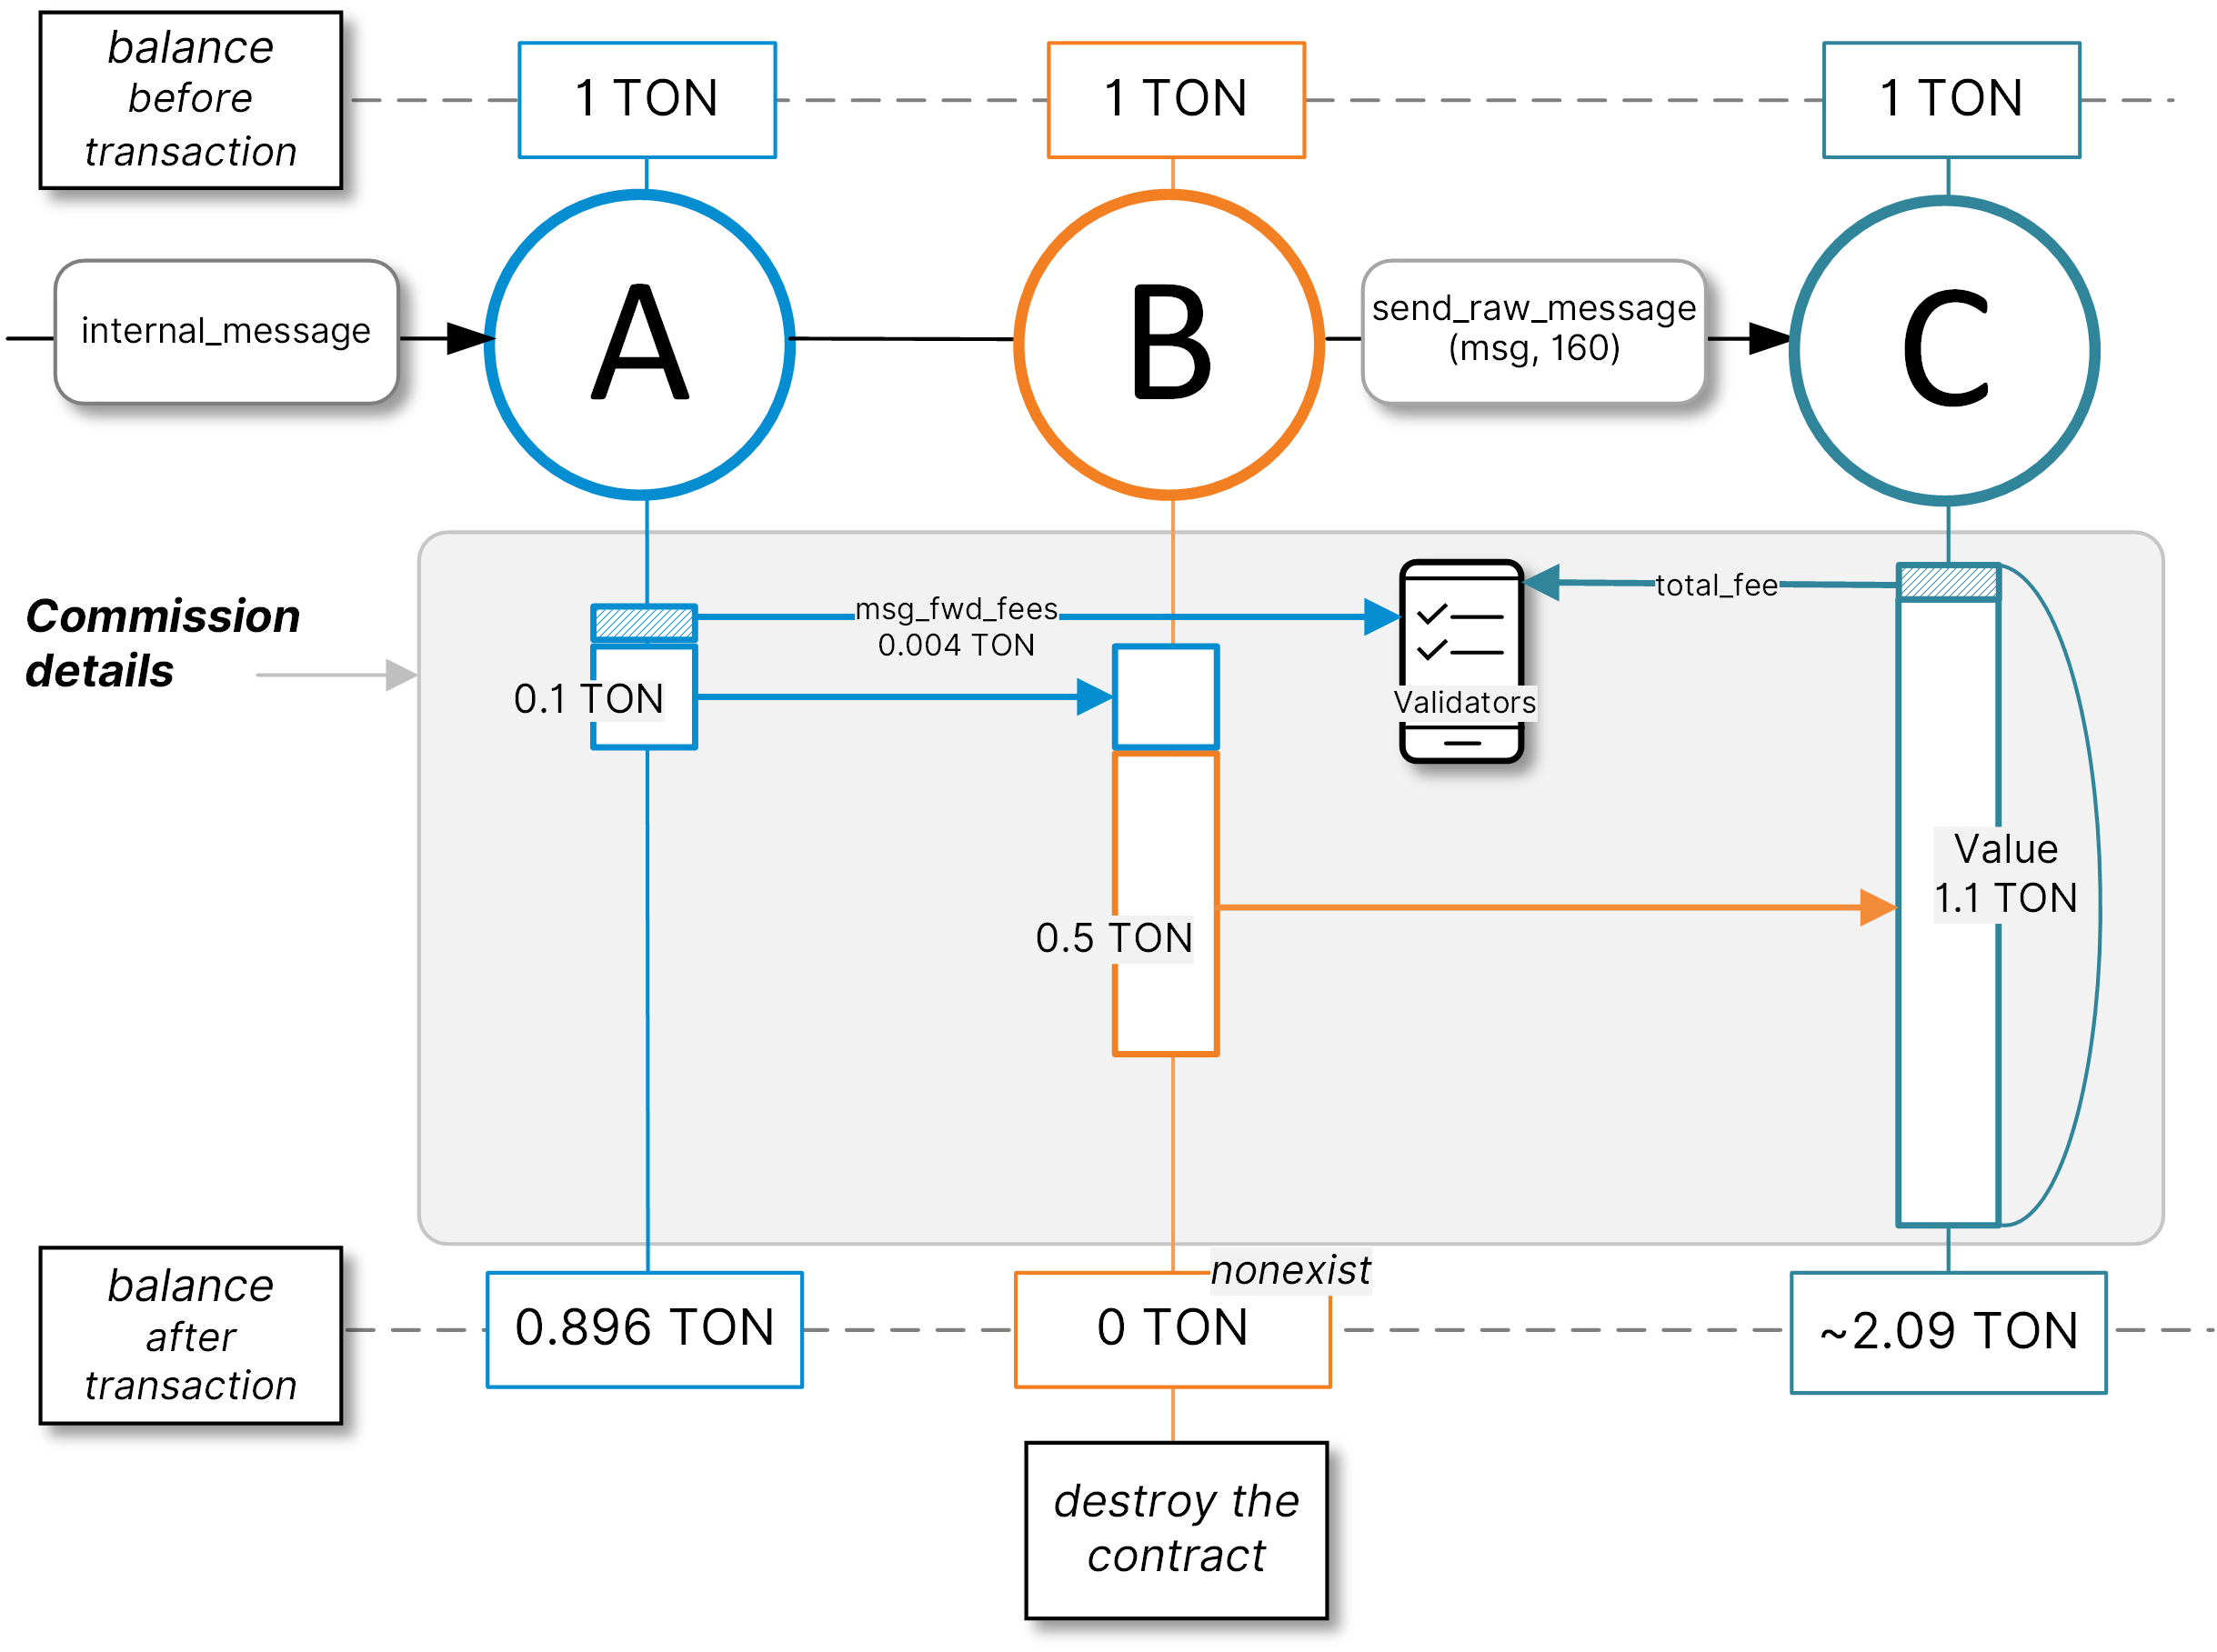 balance
before
transaction
1 TON
1 TON
1 TON
internal_message
A
B
send_raw_message
(msg, 160)
C
Commission
details
msg_fwd_fees
0.004 TON
total_fee
0.1 TON
Validators
Value
1.1 TON
0.5 TON
balance
after
transaction
0.896 TON
nonexist
0 TON
~2.09 TON
destroy the
contract